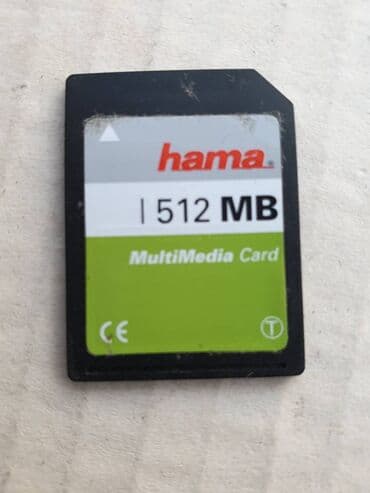 hama®
| 512 MB
MultiMedia Card
CE Ⓣ